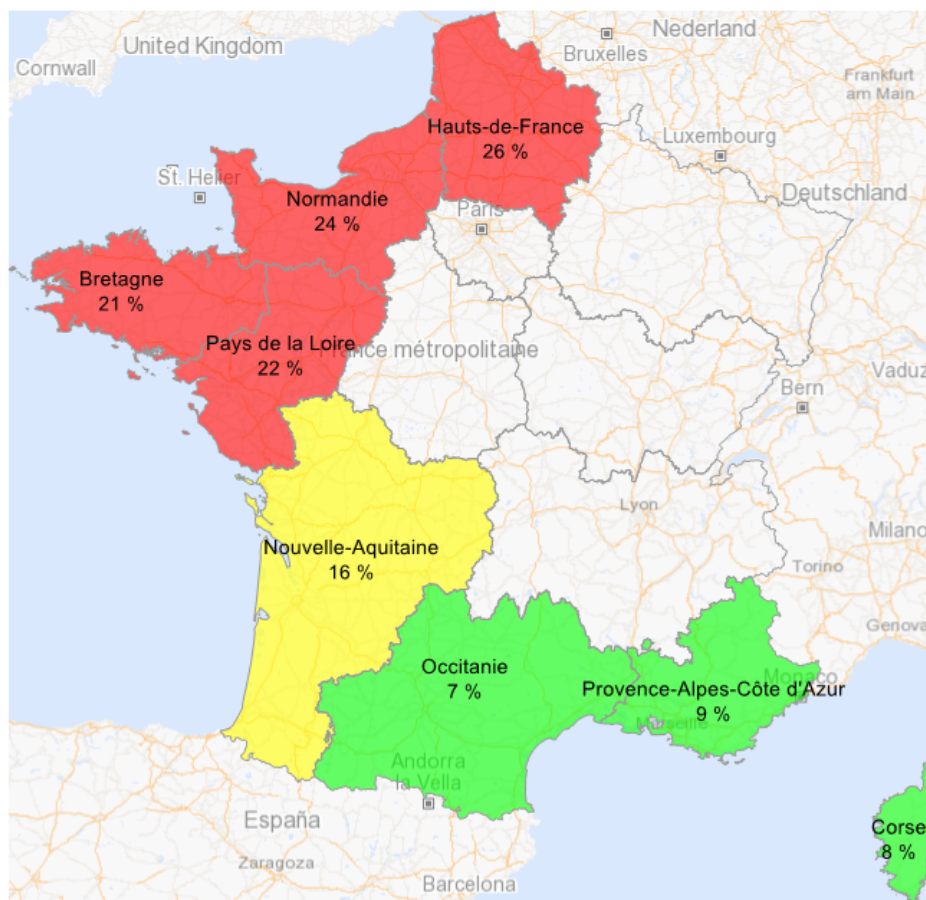 United Kingdom
Cornwall
Nederland
Bruxelles
Frankfurt
am Main
Luxembourg
Deutschland
Hauts-de-France
26 %
St. Helier
Normandie
24 %
Paris
Bretagne
21 %
Pays de la Loire
22 %
France métropolitaine
Vaduz
Bern
Lyon
Milano
Nouvelle-Aquitaine
16 %
Torino
Genova
Occitanie
7 %
Monaco
Provence-Alpes-Côte d'Azur
9 %
Marseille
Andorra
la Vella
España
Corse
8 %
Zaragoza
Barcelona